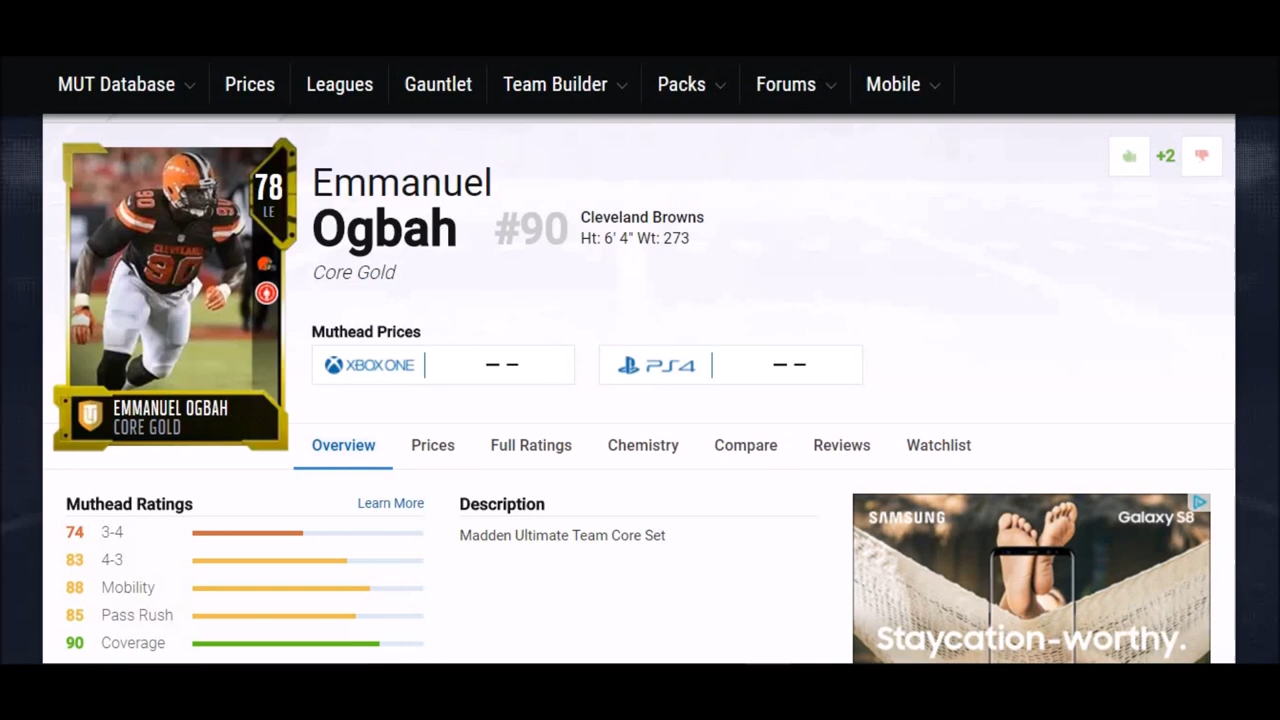 MUT Database Prices Leagues Gauntlet Team Builder Packs Forums Mobile
78
LE
90
CLEVELAND
90
EMMANUEL OGBAH
CORE GOLD
Emmanuel
Ogbah #90
Cleveland Browns
Ht: 6' 4" Wt: 273
Core Gold
+2
Muthead Prices
XBOX ONE – –
PS4 – –
Overview Prices Full Ratings Chemistry Compare Reviews Watchlist
Muthead Ratings Learn More
74 3-4
83 4-3
88 Mobility
85 Pass Rush
90 Coverage
Description
Madden Ultimate Team Core Set
SAMSUNG Galaxy S8
Staycation-worthy.